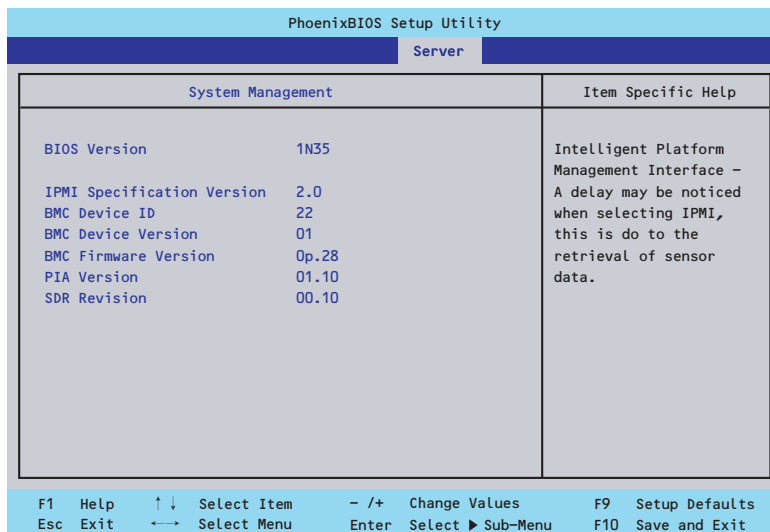 PhoenixBIOS Setup Utility
Server
System Management
Item Specific Help
BIOS Version 1N35
IPMI Specification Version 2.0
BMC Device ID 22
BMC Device Version 01
BMC Firmware Version 0p.28
PIA Version 01.10
SDR Revision 00.10
Intelligent Platform
Management Interface –
A delay may be noticed
when selecting IPMI,
this is do to the
retrieval of sensor
data.
F1 Help ↑↓ Select Item – /+ Change Values F9 Setup Defaults
Esc Exit ←→ Select Menu Enter Select ▶ Sub–Menu F10 Save and Exit